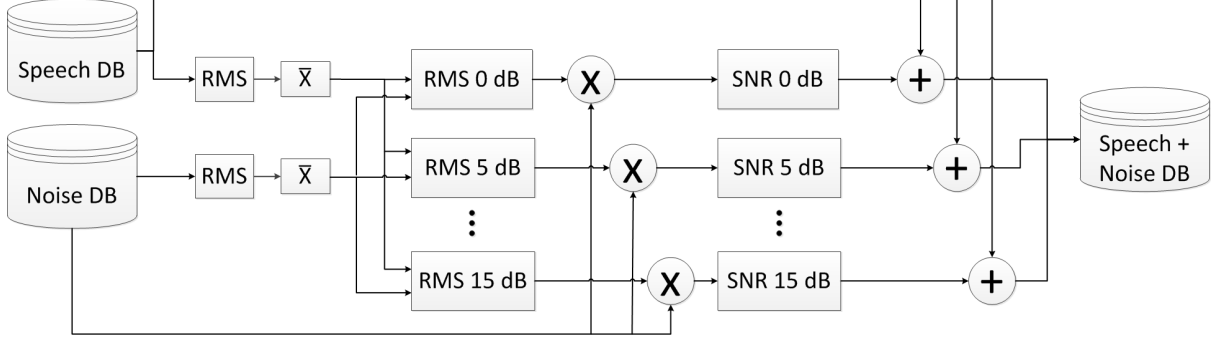 Speech DB
RMS
X̅
RMS 0 dB
X
SNR 0 dB
+
Noise DB
RMS
X̅
RMS 5 dB
X
SNR 5 dB
+
Speech +
Noise DB
RMS 15 dB
X
SNR 15 dB
+